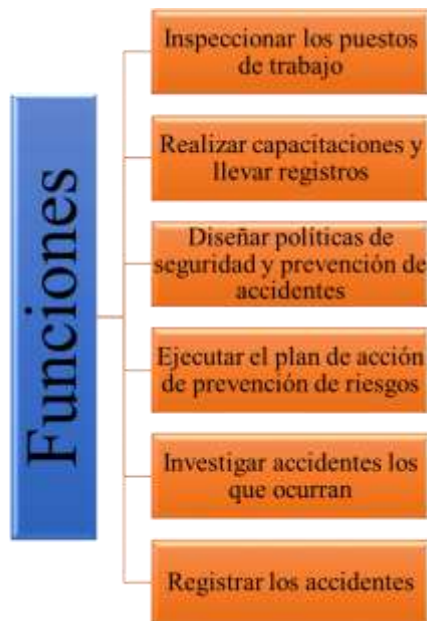 Funciones
Inspeccionar los puestos
de trabajo
Realizar capacitaciones y
llevar registros
Diseñar políticas de
seguridad y prevención de
accidentes
Ejecutar el plan de acción
de prevención de riesgos
Investigar accidentes los
que ocurran
Registrar los accidentes